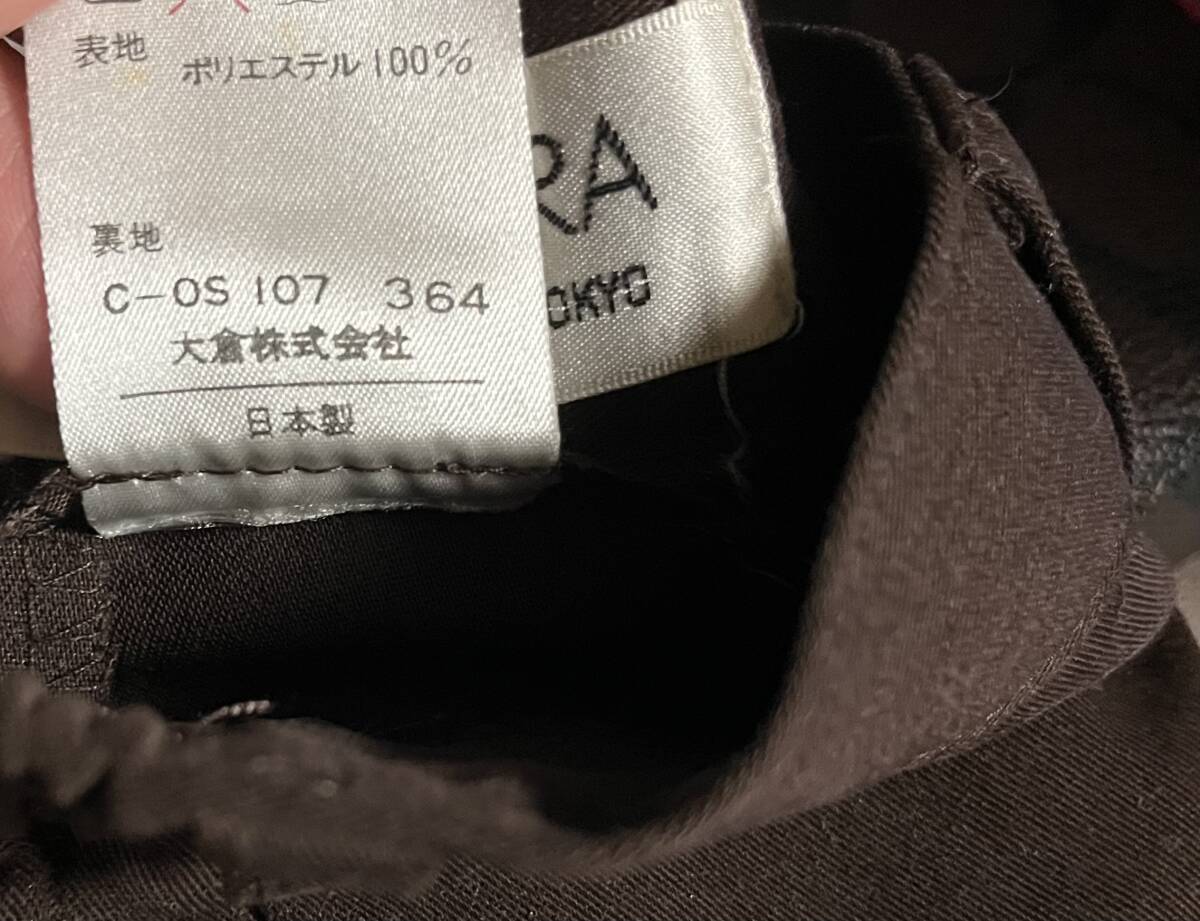 表地 ポリエステル100%
裏地
C-OS 107 364
大倉株式会社
日本製
RA
OKYO